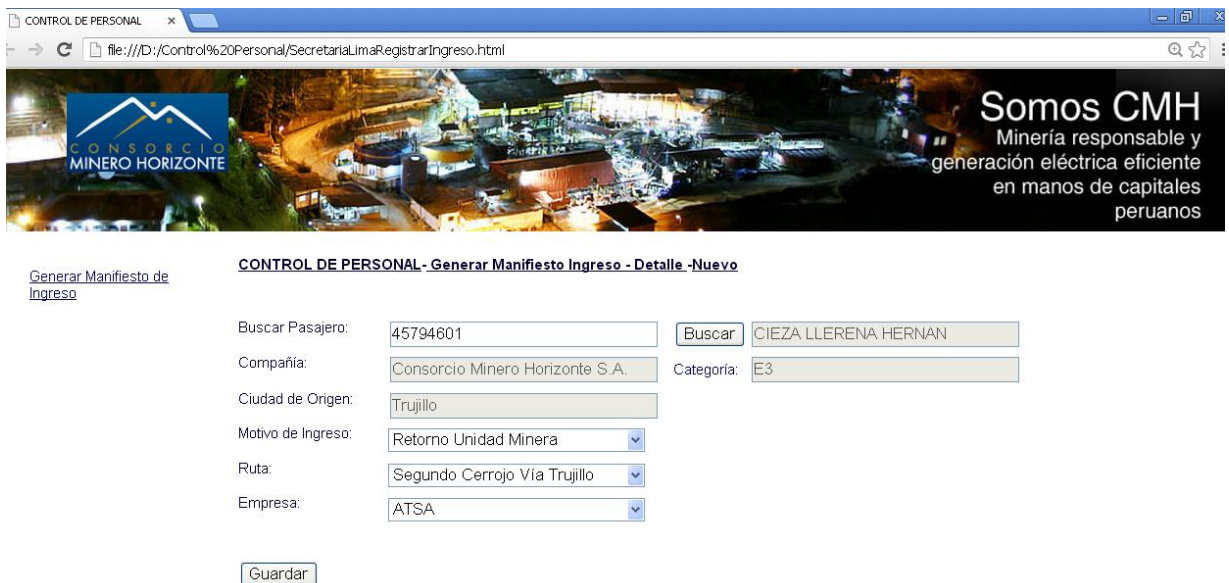 CONTROL DE PERSONAL
file:///D:/Control%20Personal/SecretariaLimaRegistrarIngreso.html
CONSORCIO
MINERO HORIZONTE
Somos CMH
Minería responsable y
generación eléctrica eficiente
en manos de capitales
peruanos
Generar Manifiesto de
Ingreso
CONTROL DE PERSONAL- Generar Manifiesto Ingreso - Detalle -Nuevo
Buscar Pasajero: 45794601 Buscar CIEZA LLERENA HERNAN
Compañía: Consorcio Minero Horizonte S.A. Categoría: E3
Ciudad de Origen: Trujillo
Motivo de Ingreso: Retorno Unidad Minera
Ruta: Segundo Cerrojo Vía Trujillo
Empresa: ATSA
Guardar